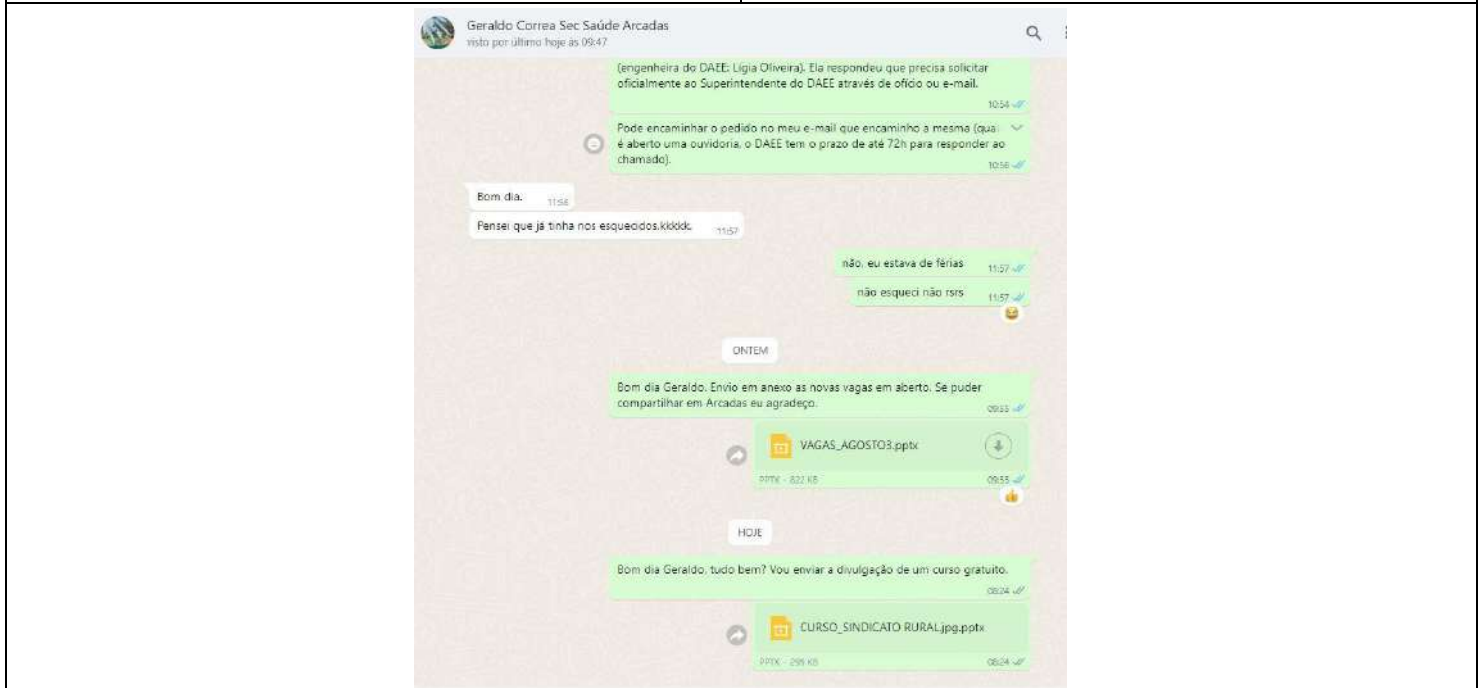 Geraldo Correa Sec Saúde Arcadas
visto por último hoje às 09:47
(engenheira do DAEE: Ligia Oliveira). Ela respondeu que precisa solicitar
oficialmente ao Superintendente do DAEE através de ofício ou e-mail.
10:54
Pode encaminhar o pedido no meu e-mail que encaminho a mesma (qua
é aberto uma ouvidoria, o DAEE tem o prazo de até 72h para responder ao
chamado).
10:56
Bom dia.
11:56
Pensei que já tinha nos esquecidos.kkkkk.
11:57
não, eu estava de férias
11:57
não esqueci não rsrs
11:57
ONTEM
Bom dia Geraldo. Envio em anexo as novas vagas em aberto. Se puder
compartilhar em Arcadas eu agradeço.
09:55
VAGAS_AGOSTO3.pptx
PPTX - 822 KB
09:55
HOJE
Bom dia Geraldo, tudo bem? Vou enviar a divulgação de um curso gratuito.
08:24
CURSO_SINDICATO RURAL.jpg.pptx
PPTX - KB
08:24